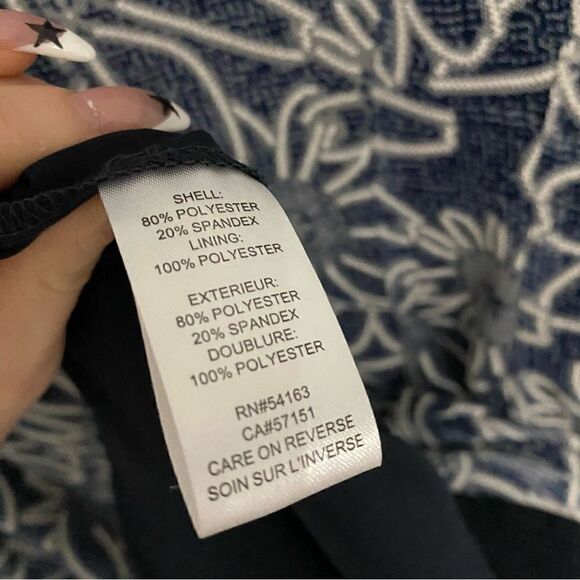 SHELL:
80% POLYESTER
20% SPANDEX
LINING:
100% POLYESTER
EXTERIEUR:
80% POLYESTER
20% SPANDEX
DOUBLURE:
100% POLYESTER
RN#54163
CA#57151
CARE ON REVERSE
SOIN SUR L'INVERSE